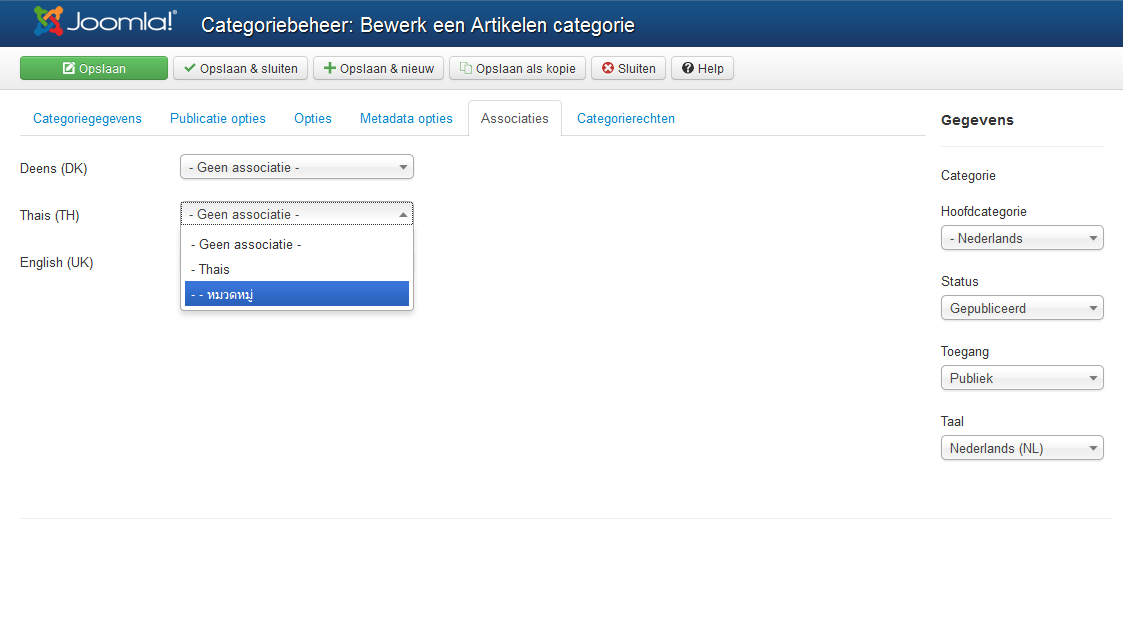 Joomla!® Categoriebeheer: Bewerk een Artikelen categorie
Opslaan Opslaan & sluiten Opslaan & nieuw Opslaan als kopie Sluiten Help
Categoriegegevens Publicatie opties Opties Metadata opties Associaties Categorierechten
Gegevens
Deens (DK) - Geen associatie -
Thais (TH) - Geen associatie -
- Geen associatie -
- Thais
- - หมวดหมู่
English (UK)
Categorie
Hoofdcategorie
- Nederlands
Status
Gepubliceerd
Toegang
Publiek
Taal
Nederlands (NL)